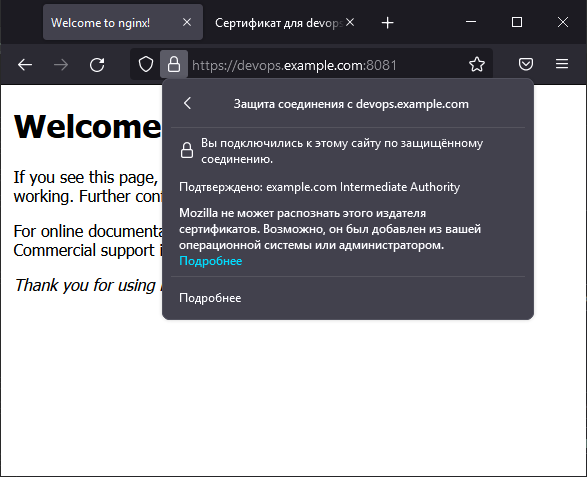 Welcome to nginx!
Сертификат для devops
https://devops.example.com:8081
Защита соединения с devops.example.com
Вы подключились к этому сайту по защищённому
соединению.
Подтверждено: example.com Intermediate Authority
Mozilla не может распознать этого издателя
сертификатов. Возможно, он был добавлен из вашей
операционной системы или администратором.
Подробнее
Подробнее
Welcome
If you see this page,
working. Further
For online
Commercial support
Thank you for using